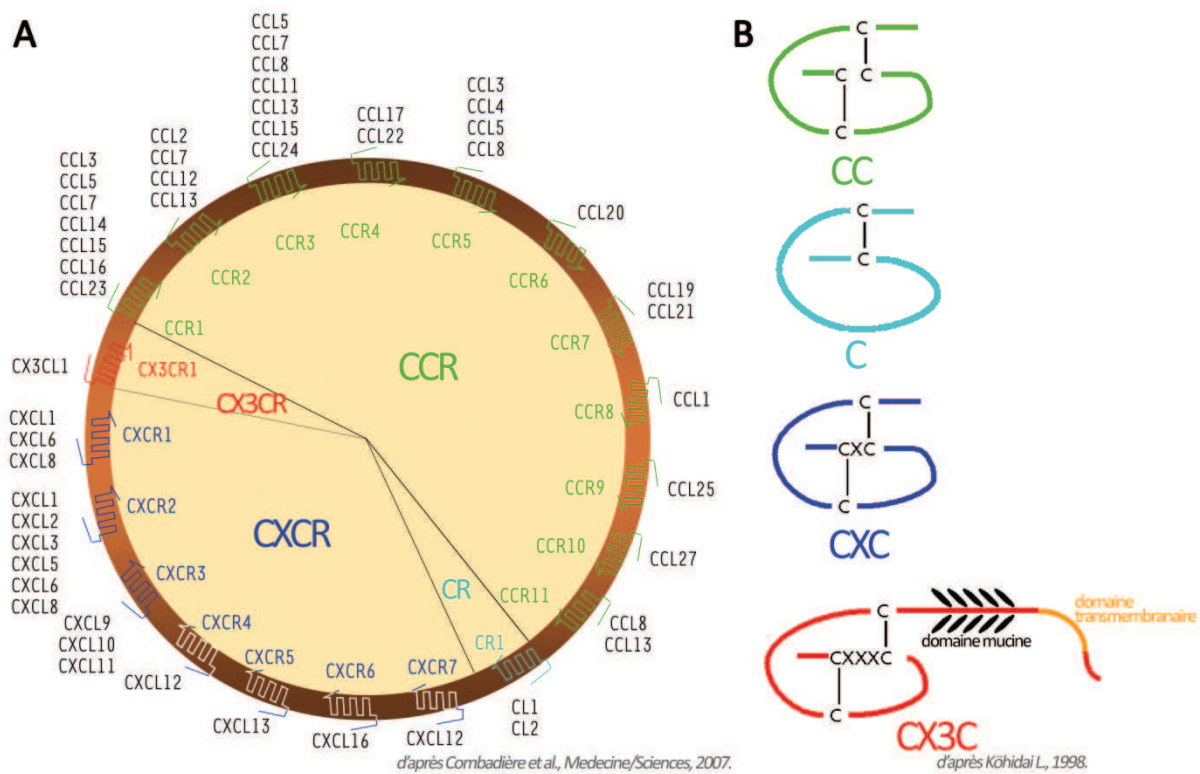 A
CCL5
CCL7
CCL8
CCL11
CCL13
CCL15
CCL24
CCL17
CCL22
CCL3
CCL4
CCL5
CCL8
CCL2
CCL7
CCL12
CCL13
CCL3
CCL5
CCL7
CCL14
CCL15
CCL16
CCL23
CCL20
CCL19
CCL21
CCL1
CCL25
CCL27
CCL8
CCL13
CL1
CL2
CXCL12
CXCL16
CXCL13
CXCL12
CXCL9
CXCL10
CXCL11
CXCL1
CXCL2
CXCL3
CXCL5
CXCL6
CXCL8
CXCL1
CXCL6
CXCL8
CX3CL1
CCR1
CCR2
CCR3
CCR4
CCR5
CCR6
CCR7
CCR8
CCR9
CCR10
CCR11
CR1
CXCR7
CXCR6
CXCR5
CXCR4
CXCR3
CXCR2
CXCR1
CX3CR1
CCR
CX3CR
CXCR
CR
d'après Combadière et al., Medecine/Sciences, 2007.
B
C
C C
C
CC
C
C
C
C
CXC
C
CXC
C
CXXXC
C
domaine mucine
domaine
transmembranaire
CX3C
d'après Köhidai L., 1998.